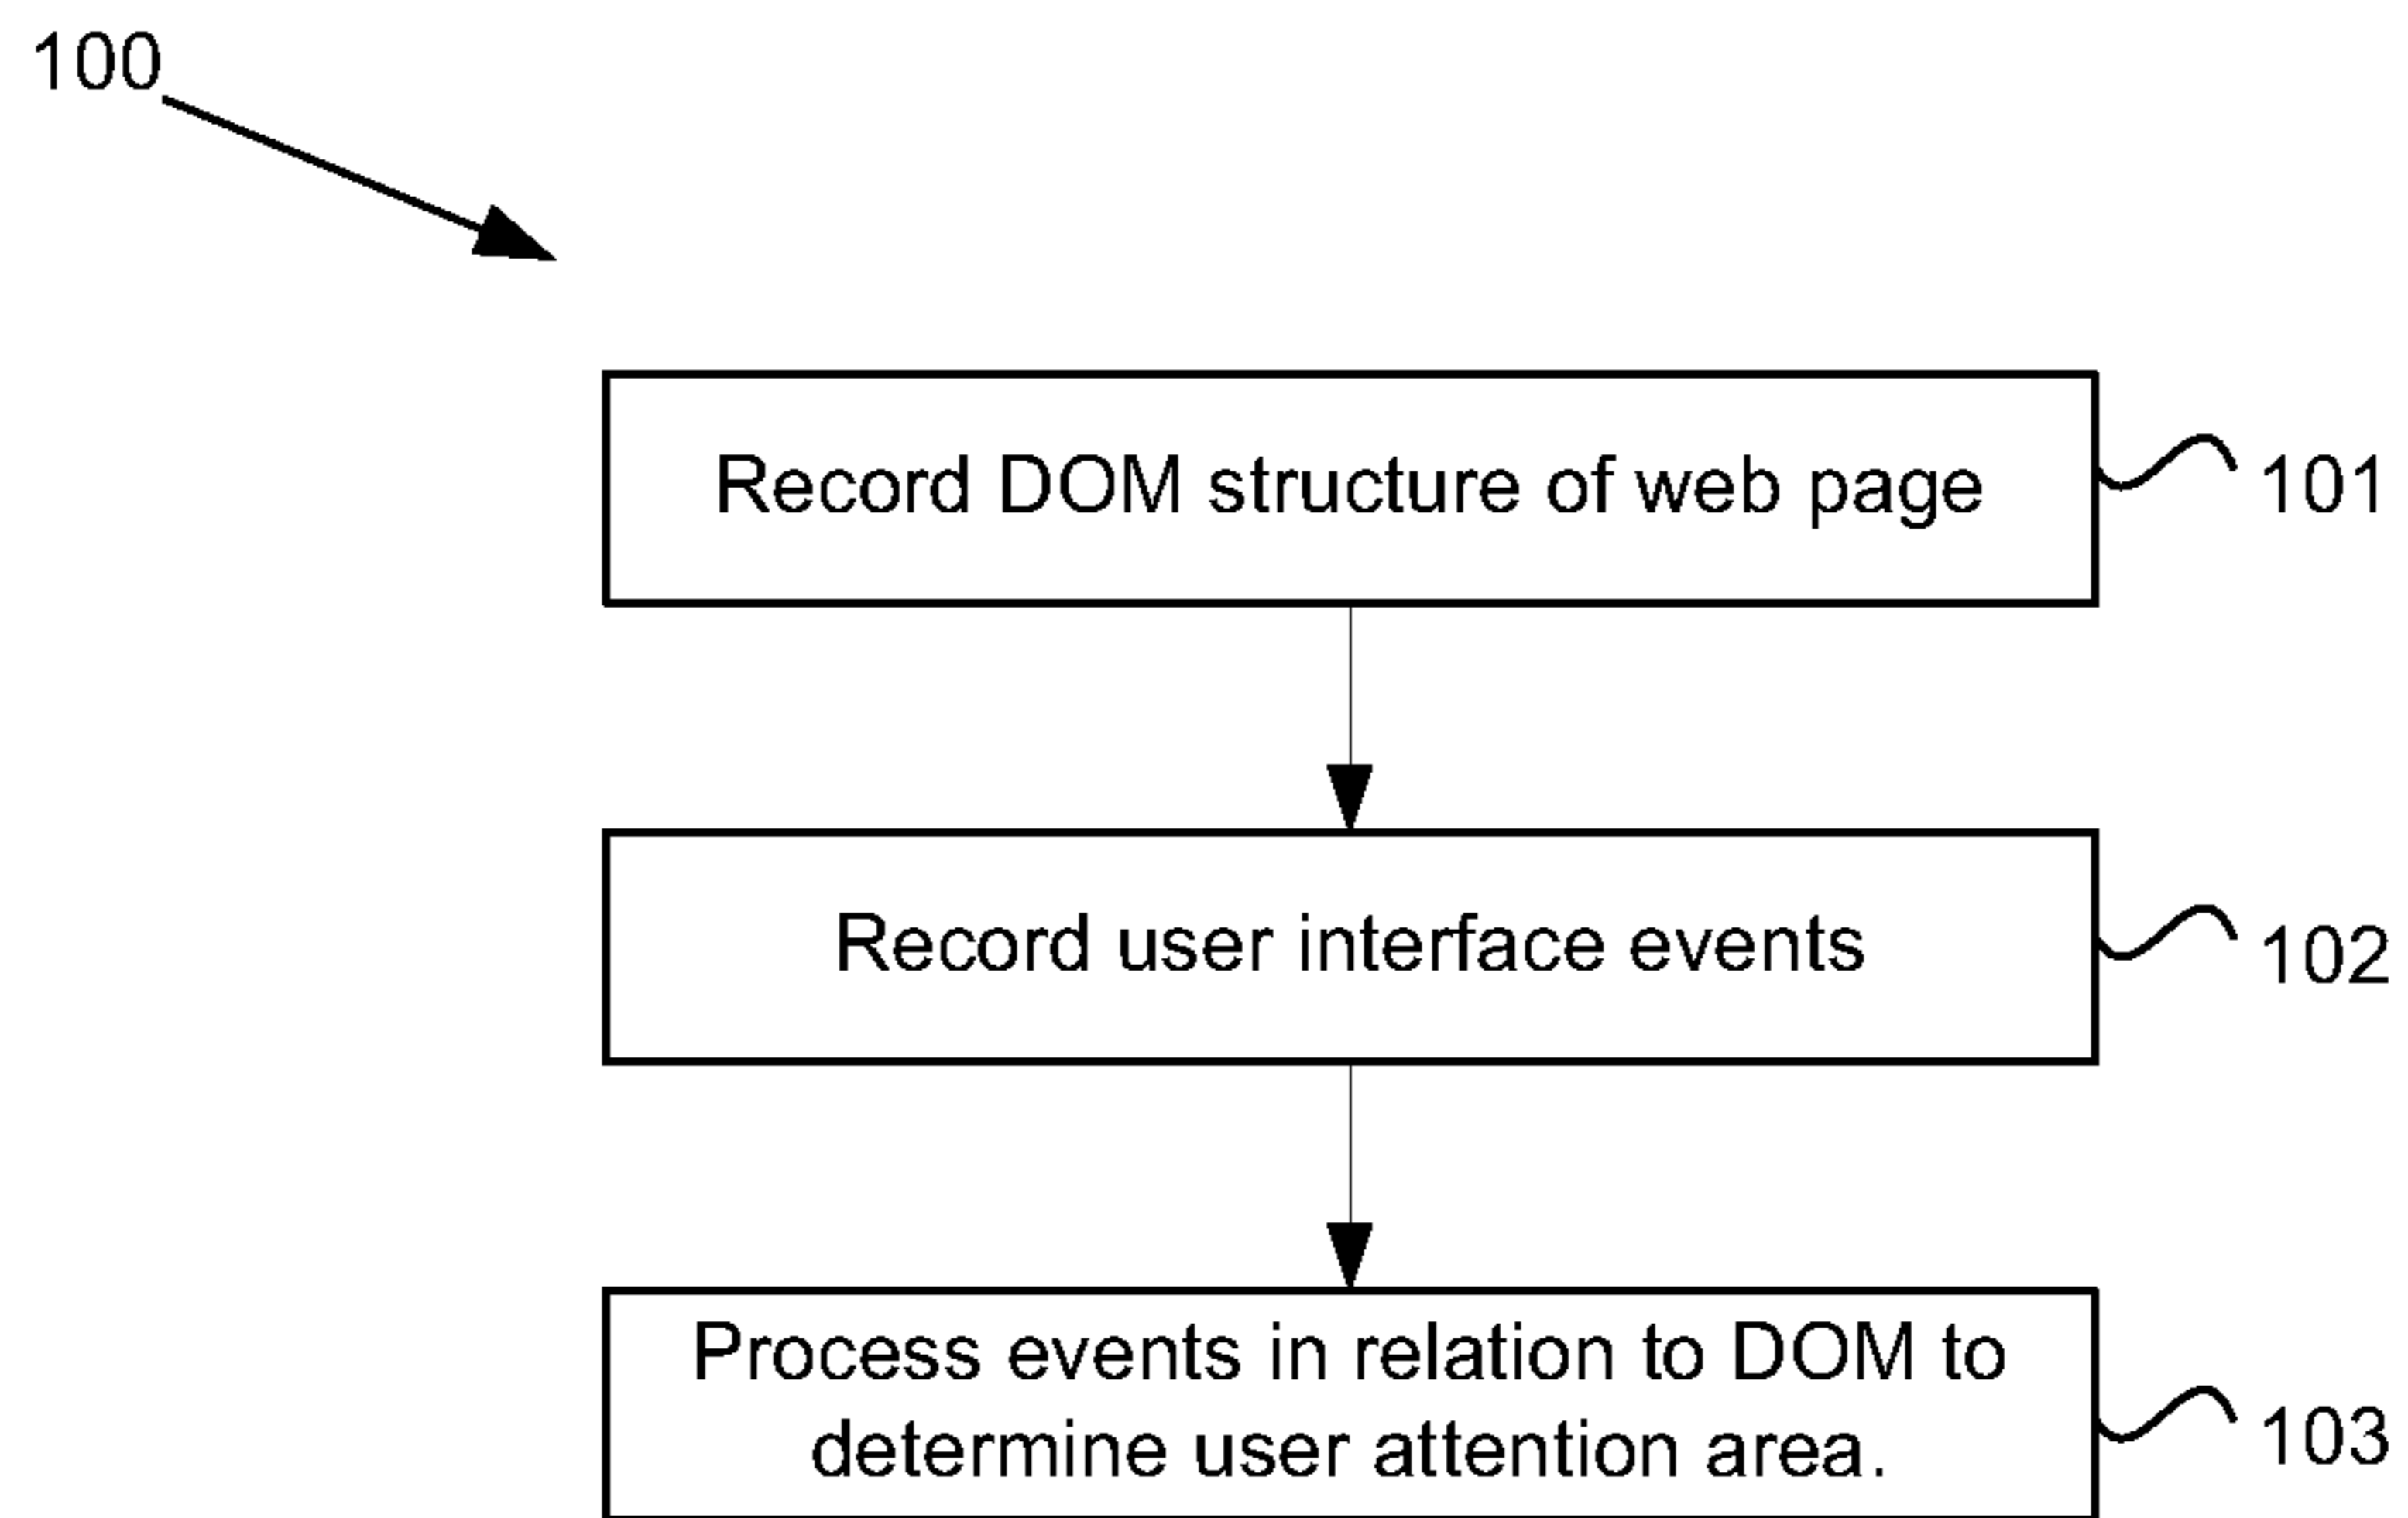 100
Record DOM structure of web page
101
Record user interface events
102
Process events in relation to DOM to
determine user attention area.
103